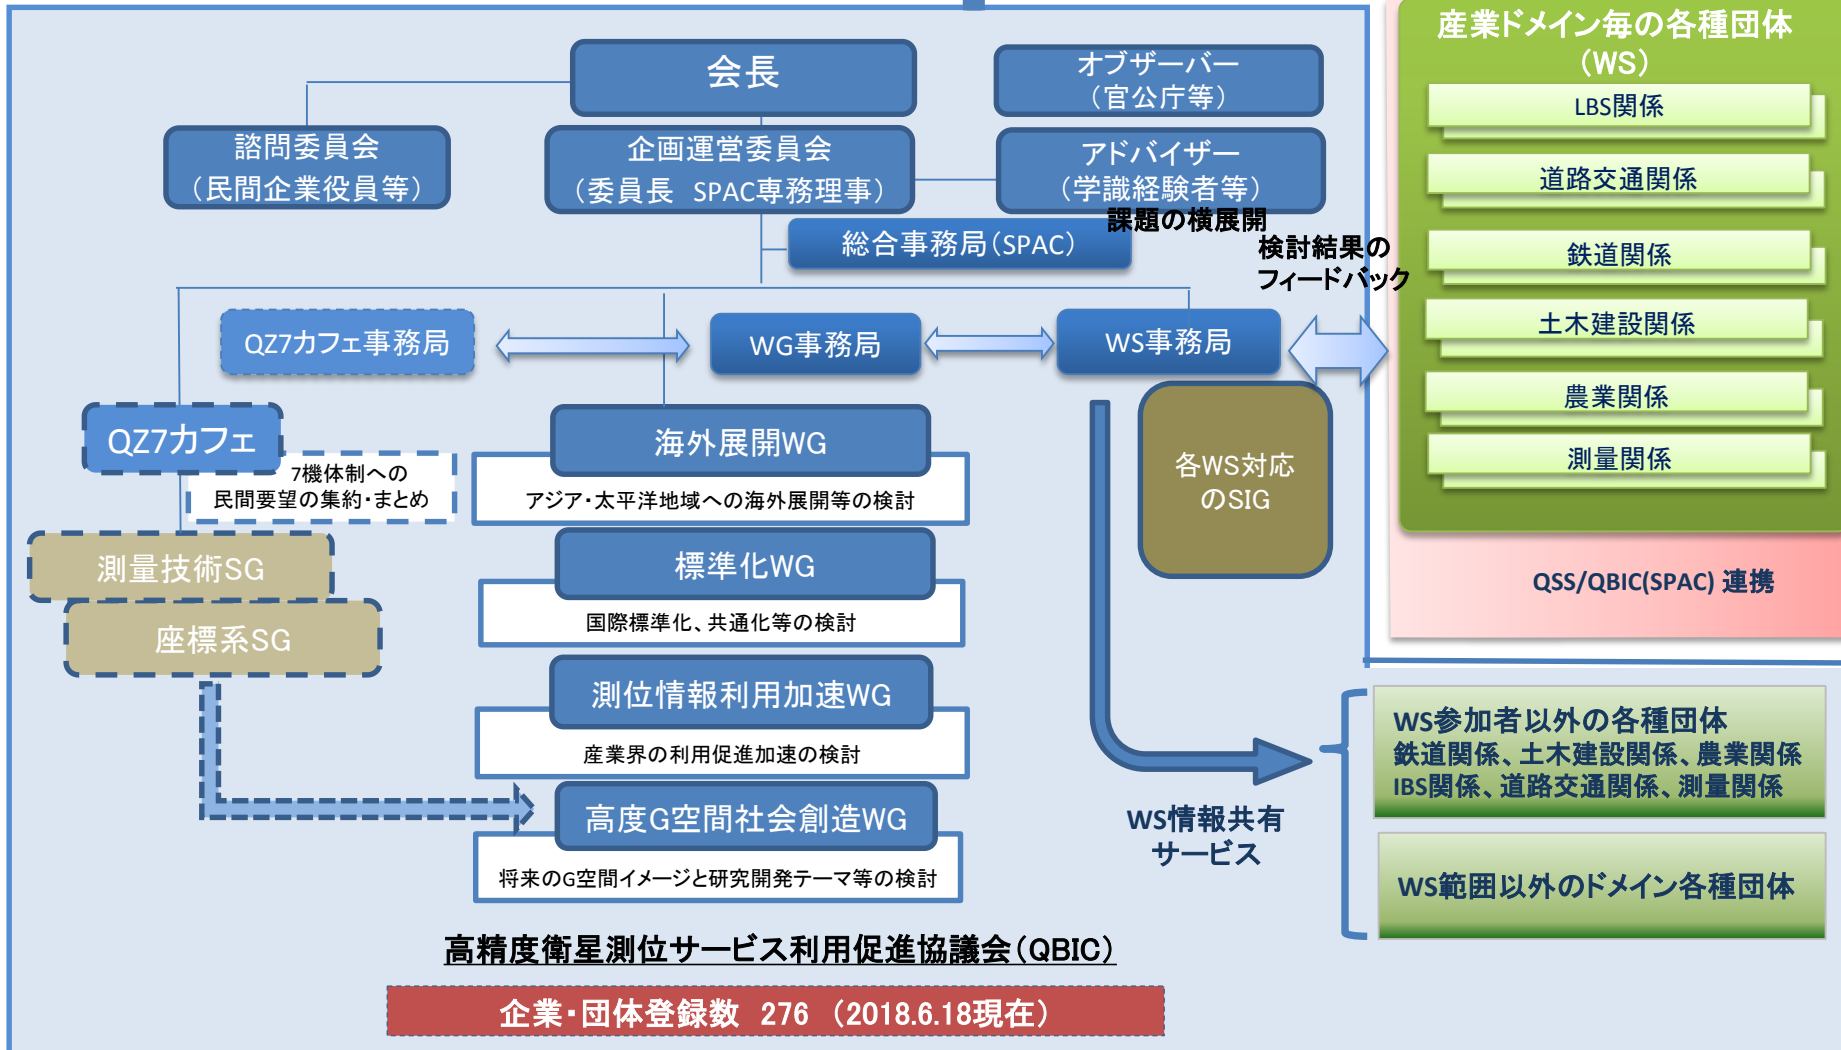 会長
オブザーバー
（官公庁等）
諮問委員会
（民間企業役員等）
企画運営委員会
（委員長　SPAC専務理事）
アドバイザー
（学識経験者等）
課題の横展開
総合事務局（SPAC）
検討結果の
フィードバック
QZ7カフェ事務局
WG事務局
WS事務局
QZ7カフェ
7機体制への
民間要望の集約・まとめ
測量技術SG
座標系SG
海外展開WG
アジア・太平洋地域への海外展開等の検討
標準化WG
国際標準化、共通化等の検討
測位情報利用加速WG
産業界の利用促進加速の検討
高度G空間社会創造WG
将来のG空間イメージと研究開発テーマ等の検討
各WS対応
のSIG
WS情報共有
サービス
産業ドメイン毎の各種団体
（WS）
LBS関係
道路交通関係
鉄道関係
土木建設関係
農業関係
測量関係
QSS/QBIC(SPAC) 連携
WS参加者以外の各種団体
鉄道関係、土木建設関係、農業関係
IBS関係、道路交通関係、測量関係
WS範囲以外のドメイン各種団体
高精度衛星測位サービス利用促進協議会（QBIC）
企業・団体登録数　276　（2018.6.18現在）